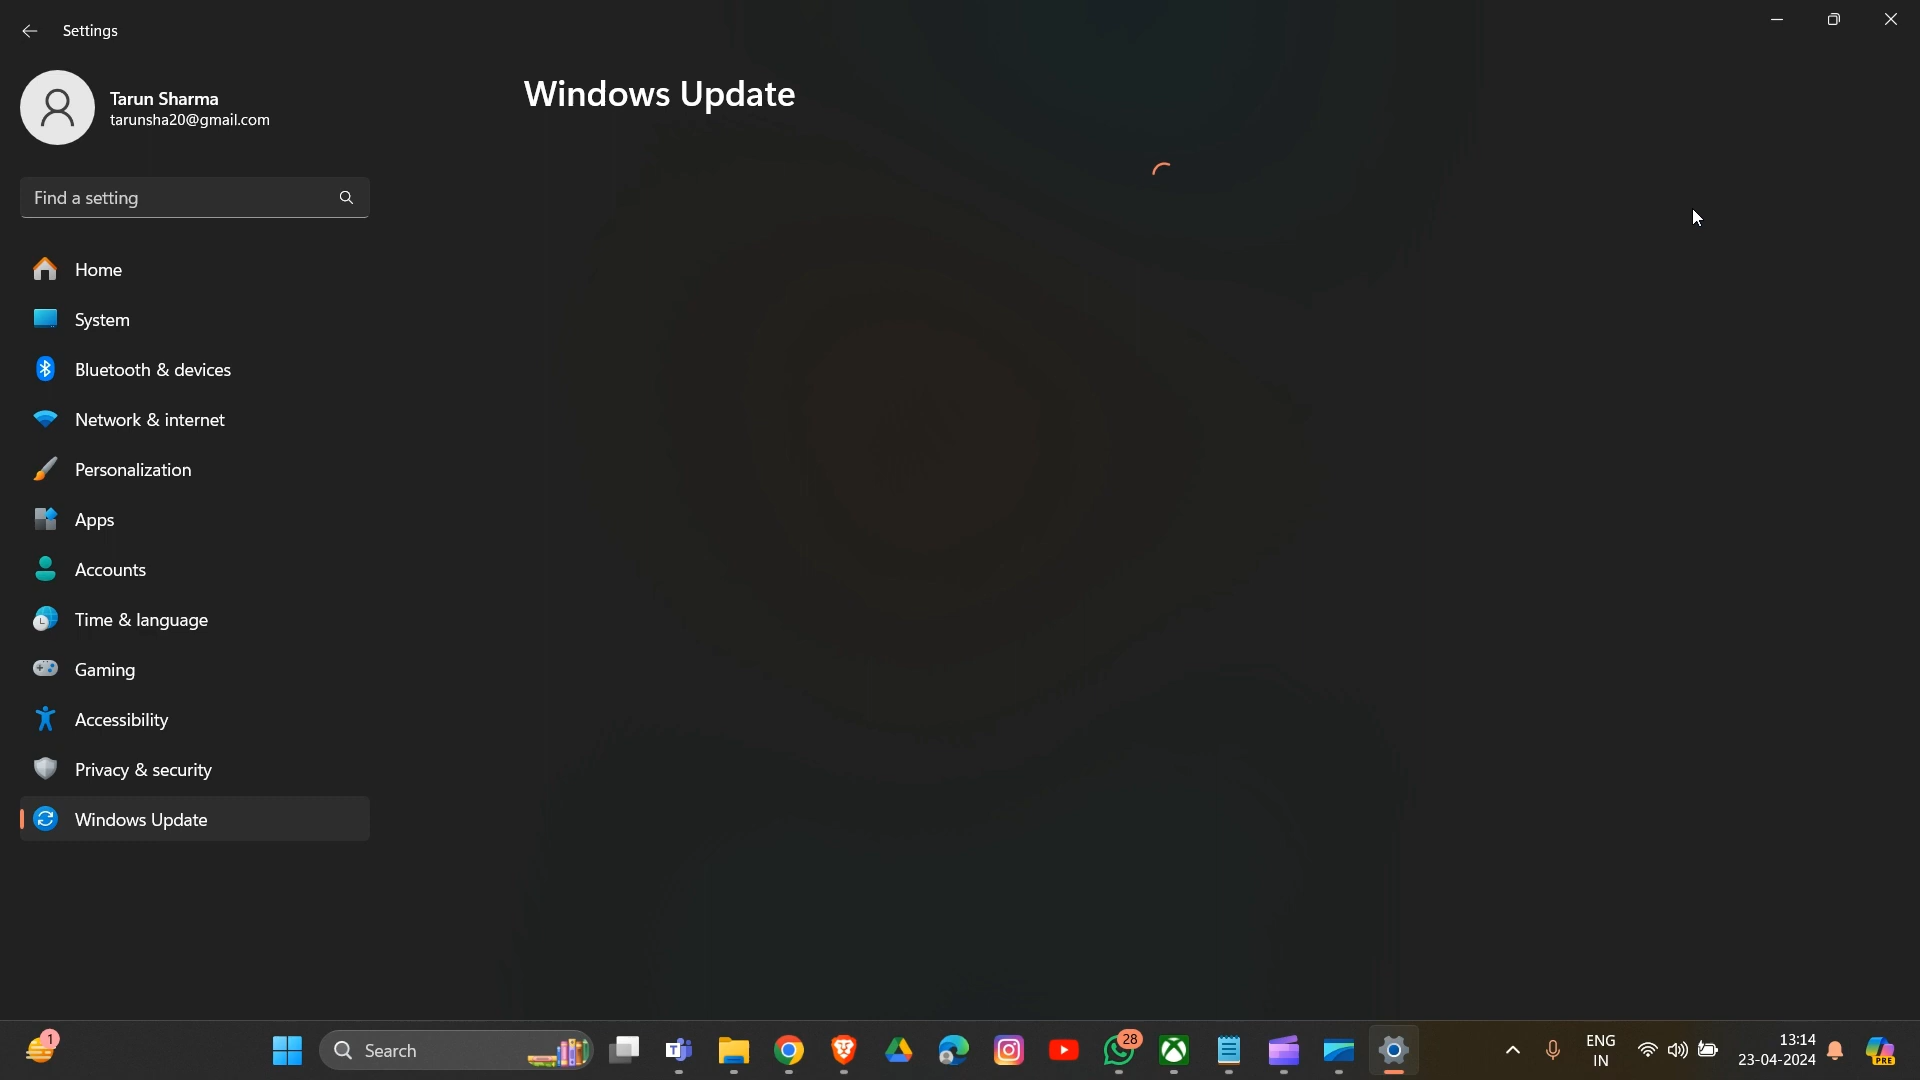 Settings
Tarun Sharma
tarunsha20@gmail.com
Find a setting
Home
System
Bluetooth & devices
Network & internet
Personalization
Apps
Accounts
Time & language
Gaming
Accessibility
Privacy & security
Windows Update
Windows Update
1
Search
28
ENG
IN
13:14
23-04-2024
PRE